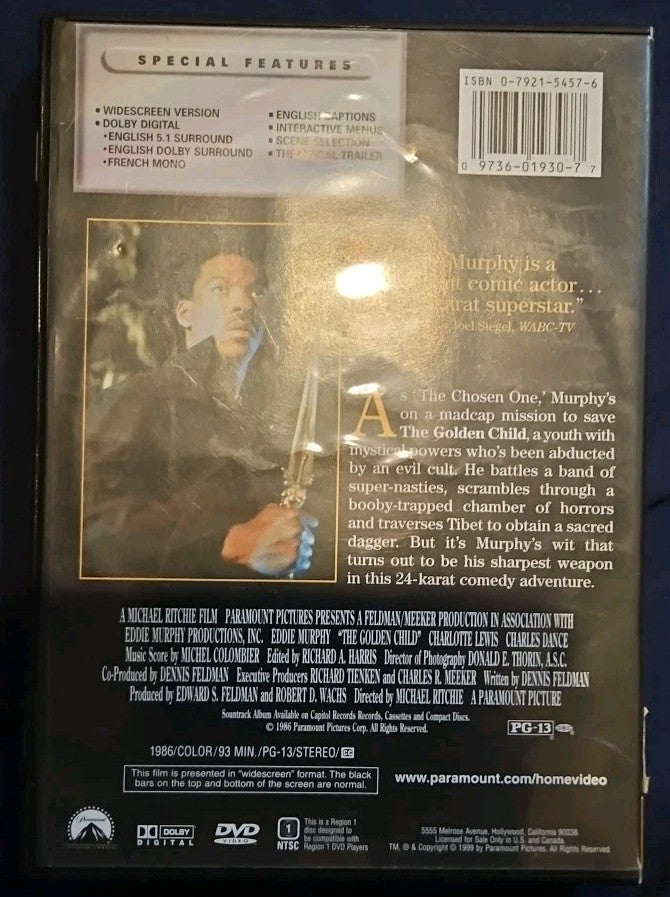 SPECIAL FEATURES
▪ WIDESCREEN VERSION
▪ DOLBY DIGITAL
•ENGLISH 5.1 SURROUND
•ENGLISH DOLBY SURROUND
•FRENCH MONO
▪ ENGLISH CAPTIONS
▪ INTERACTIVE MENUS
▪ SCENE SELECTION
▪ THEATRICAL TRAILER
ISBN 0-7921-5457-6
0 9736-01930-7 7
Murphy is a
comic actor...
superstar.”
Joel Siegel, WABC-TV
As ‘The Chosen One,’ Murphy's
on a madcap mission to save
The Golden Child, a youth with
mystical powers who's been abducted
by an evil cult. He battles a band of
super-nasties, scrambles through a
booby-trapped chamber of horrors
and traverses Tibet to obtain a sacred
dagger. But it's Murphy's wit that
turns out to be his sharpest weapon
in this 24-karat comedy adventure.
A MICHAEL RITCHIE FILM PARAMOUNT PICTURES PRESENTS A FELDMAN/MEEKER PRODUCTION IN ASSOCIATION WITH
EDDIE MURPHY PRODUCTIONS, INC. EDDIE MURPHY “THE GOLDEN CHILD” CHARLOTTE LEWIS CHARLES DANCE
Music Score by MICHEL COLOMBIER Edited by RICHARD A. HARRIS Director of Photography DONALD E. THORIN, A.S.C.
Co-Produced by DENNIS FELDMAN Executive Producers RICHARD TIENKEN and CHARLES R. MEEKER Written by DENNIS FELDMAN
Produced by EDWARD S. FELDMAN and ROBERT D. WACHS Directed by MICHAEL RITCHIE A PARAMOUNT PICTURE
Sountrack Album Available on Capitol Records Records, Cassettes and Compact Discs.
© 1986 Paramount Pictures Corp. All Rights Reserved.
PG-13
1986/COLOR/93 MIN./PG-13/STEREO/CC
This film is presented in "widescreen" format. The black
bars on the top and bottom of the screen are normal.
www.paramount.com/homevideo
Paramount
DOLBY
DIGITAL
DVD
VIDEO
1
NTSC
This is a Region 1
disc designed to
be compatible with
Region 1 DVD Players
5555 Melrose Avenue, Hollywood, California 90038
Licensed for Sale Only in U.S. and Canada.
TM, ® & Copyright © 1999 by Paramount Pictures. All Rights Reserved.